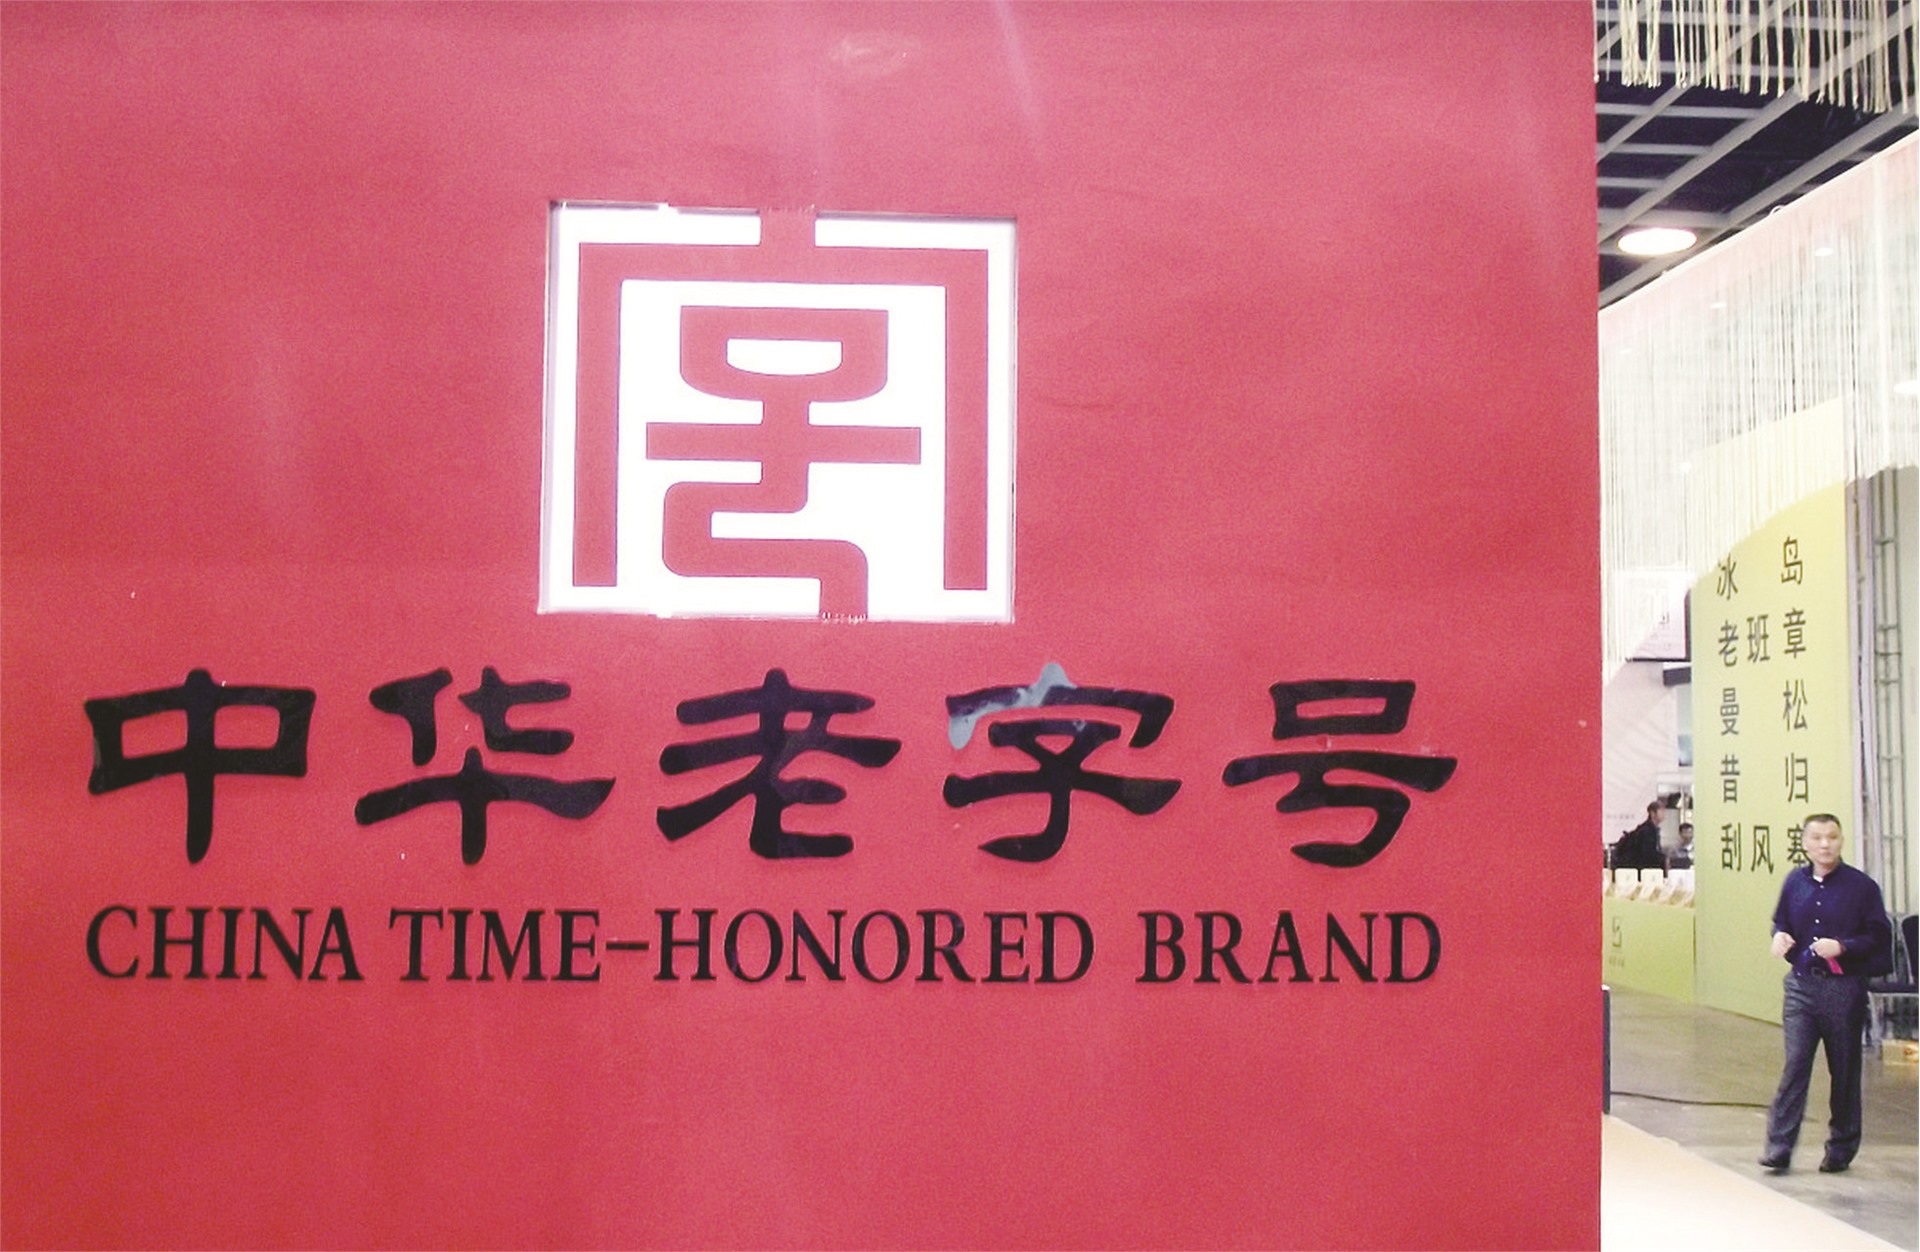 中华老字号
CHINA TIME-HONORED BRAND
冰 岛
老 班 章
曼 松
昔 归
刮 风 寨